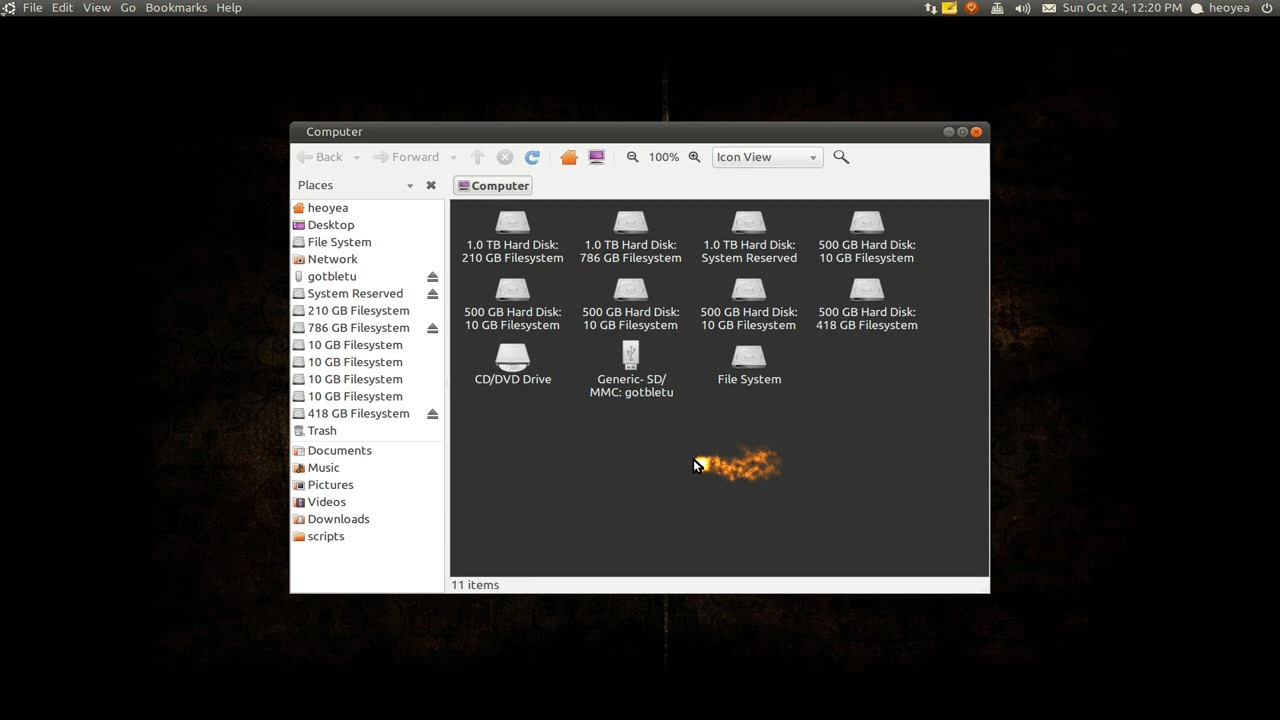 File Edit View Go Bookmarks Help
Sun Oct 24, 12:20 PM heoyea
Computer
Back Forward 100% Icon View
Places
Computer
heoyea
Desktop
File System
Network
gotbletu
System Reserved
210 GB Filesystem
786 GB Filesystem
10 GB Filesystem
10 GB Filesystem
10 GB Filesystem
10 GB Filesystem
418 GB Filesystem
Trash
Documents
Music
Pictures
Videos
Downloads
scripts
1.0 TB Hard Disk:
210 GB Filesystem
1.0 TB Hard Disk:
786 GB Filesystem
1.0 TB Hard Disk:
System Reserved
500 GB Hard Disk:
10 GB Filesystem
500 GB Hard Disk:
10 GB Filesystem
500 GB Hard Disk:
10 GB Filesystem
500 GB Hard Disk:
10 GB Filesystem
500 GB Hard Disk:
418 GB Filesystem
CD/DVD Drive
Generic- SD/
MMC: gotbletu
File System
11 items